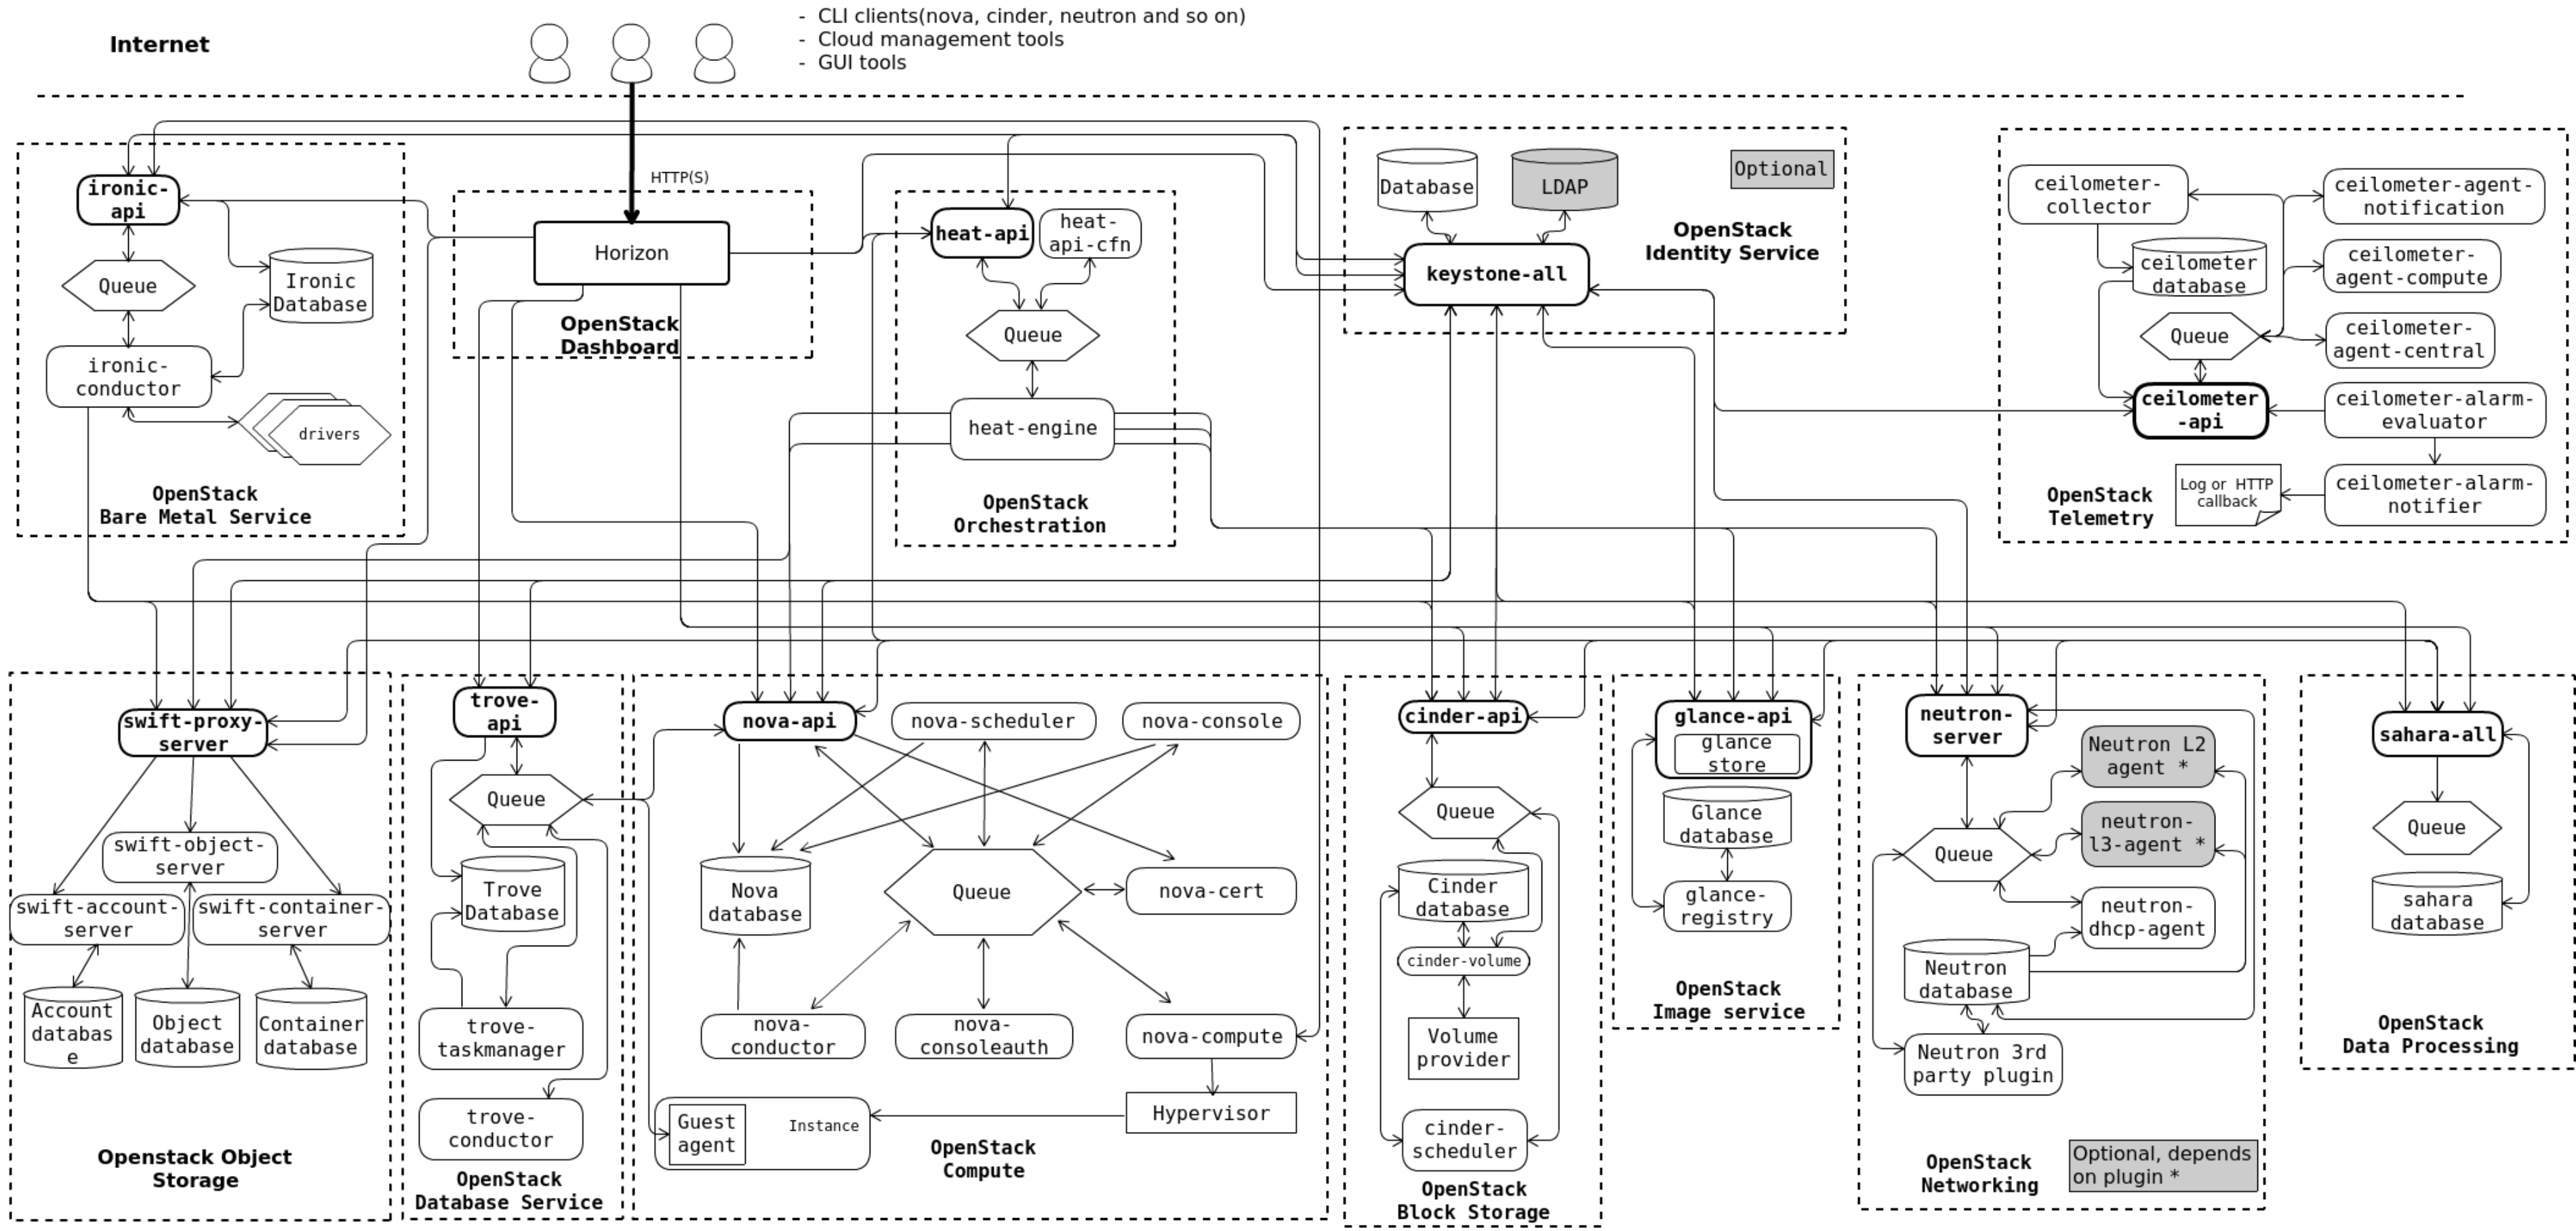 Internet
- CLI clients(nova, cinder, neutron and so on)
- Cloud management tools
- GUI tools
HTTP(S)
ironic-
api
Queue
Ironic
Database
ironic-
conductor
drivers
OpenStack
Bare Metal Service
Horizon
OpenStack
Dashboard
heat-api
heat-
api-cfn
Queue
heat-engine
OpenStack
Orchestration
Database
LDAP
Optional
OpenStack
Identity Service
keystone-all
ceilometer-
collector
ceilometer-agent-
notification
ceilometer
database
ceilometer-
agent-compute
Queue
ceilometer-
agent-central
ceilometer
-api
ceilometer-alarm-
evaluator
OpenStack
Telemetry
Log or HTTP
callback
ceilometer-alarm-
notifier
swift-proxy-
server
swift-object-
server
swift-account-
server
swift-container-
server
Account
databas
e
Object
database
Container
database
Openstack Object
Storage
trove-
api
Queue
Trove
Database
trove-
taskmanager
trove-
conductor
OpenStack
Database Service
nova-api
nova-scheduler
nova-console
Nova
database
Queue
nova-cert
nova-
conductor
nova-
consoleauth
nova-compute
Guest
agent
Instance
Hypervisor
OpenStack
Compute
cinder-api
Queue
Cinder
database
cinder-volume
Volume
provider
cinder-
scheduler
OpenStack
Block Storage
glance-api
glance
store
Glance
database
glance-
registry
OpenStack
Image service
neutron-
server
Neutron L2
agent *
neutron-
l3-agent *
Queue
neutron-
dhcp-agent
Neutron
database
Neutron 3rd
party plugin
OpenStack
Networking
Optional, depends
on plugin *
sahara-all
Queue
sahara
database
OpenStack
Data Processing